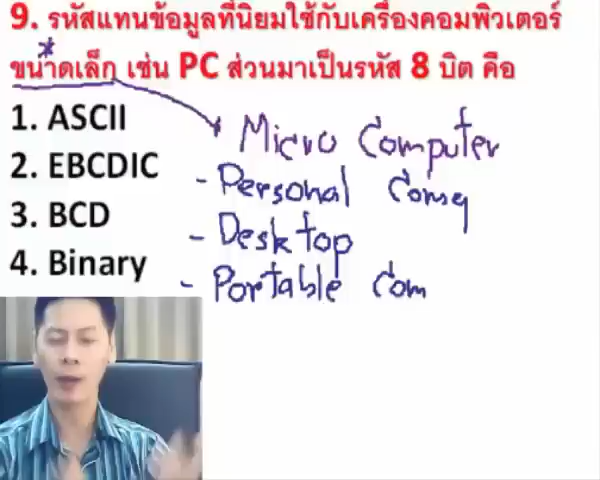 9. รหัสแทนข้อมูลที่นิยมใช้กับเครื่องคอมพิวเตอร์
ขนาดเล็ก เช่น PC ส่วนมาเป็นรหัส 8 บิต คือ
1. ASCII
2. EBCDIC
3. BCD
4. Binary
* Micro Computer
- Personal Comp
- Desktop
- Portable Com